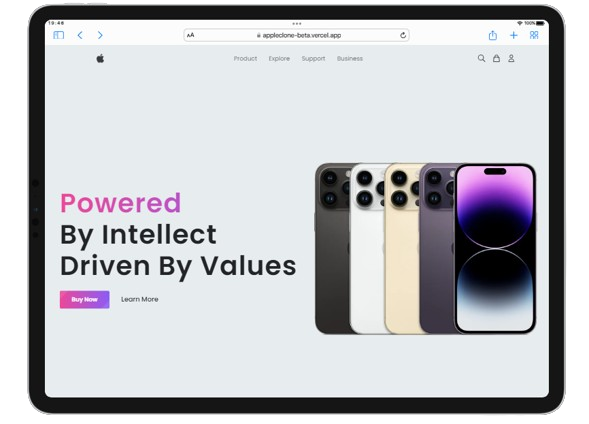 19:48
100%
AA
appleclone-beta.vercel.app
Product Explore Support Business
Powered
By Intellect
Driven By Values
Buy Now Learn More